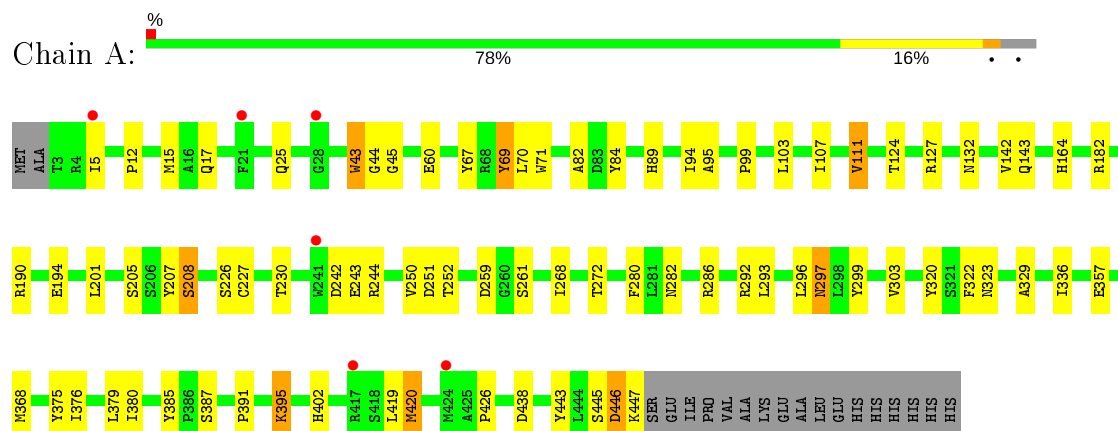 %
Chain A:
78% 16% • •
MET ALA T3 R4 I5 P12 M15 A16 Q17 F21 Q25 G28 W43 G44 G45 E60 Y67 R68 Y69 L70 W71 A82 D83 Y84 H89 I94 A95 P99 L103 I107 V111 T124 R127 N132 V142 Q143 H164 R182
R190 E194 L201 S205 S206 Y207 S208 S226 C227 T230 W241 D242 E243 R244 V250 D251 T252 D259 G260 S261 I268 T272 F280 L281 N282 R286 R292 L293 L296 N297 L298 Y299 V303 Y320 S321 F322 N323 A329 I336 E357
M368 Y375 I376 L379 I380 Y385 P386 S387 P391 K395 H402 R417 S418 L419 M420 M424 A425 P426 D438 Y443 L444 S445 D446 K447 SER GLU ILE PRO VAL ALA LYS GLU ALA LEU GLU HIS HIS HIS HIS HIS HIS